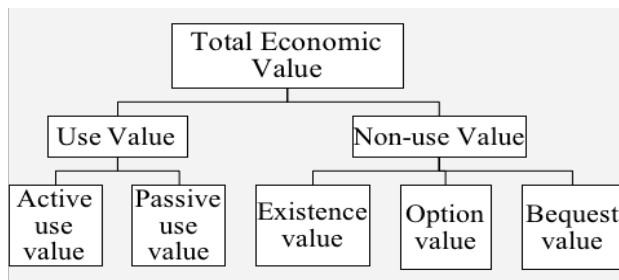 Total Economic
Value
Use Value
Non-use Value
Active
use
value
Passive
use
value
Existence
value
Option
value
Bequest
value